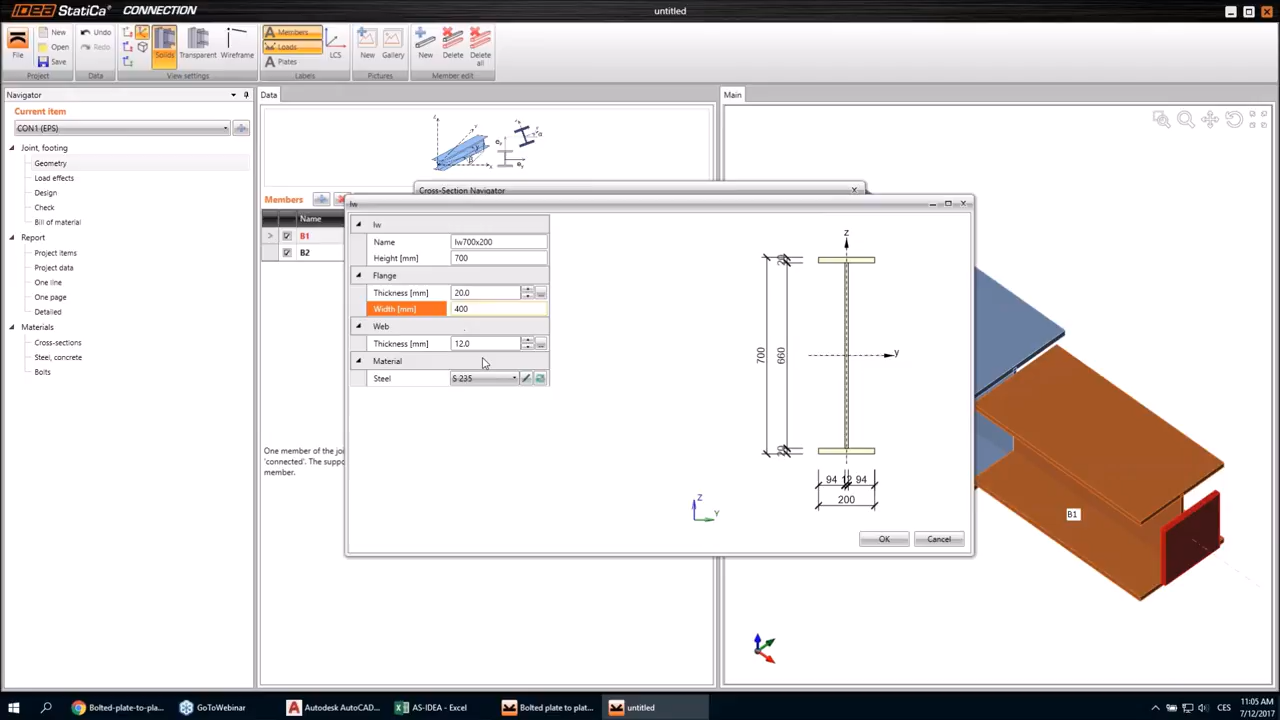 IDEA StatiCa® CONNECTION
untitled
File
New
Open
Save
Project
Undo
Redo
Data
Solids
Transparent
Wireframe
View settings
Members
Loads
Plates
Labels
LCS
New
Gallery
Pictures
New
Delete
Delete all
Member edit
Navigator
Current item
CON1 (EPS)
Joint, footing
Geometry
Load effects
Design
Check
Bill of material
Report
Project items
Project data
One line
One page
Detailed
Materials
Cross-sections
Steel, concrete
Bolts
Data
Members
Name
B1
B2
One member of the joi
'connected'. The suppo
member.
Cross-Section Navigator
Iw
Iw
Name Iw700x200
Height [mm] 700
Flange
Thickness [mm] 20.0
Width [mm] 400
Web
Thickness [mm] 12.0
Material
Steel S 235
z
y
20
700
660
20
94 12 94
200
Z
Y
OK
Cancel
Main
B1
Bolted-plate-to-pla...
GoToWebinar
Autodesk AutoCAD...
AS-IDEA - Excel
Bolted plate to plat...
untitled
CES
11:05 AM
7/12/2017